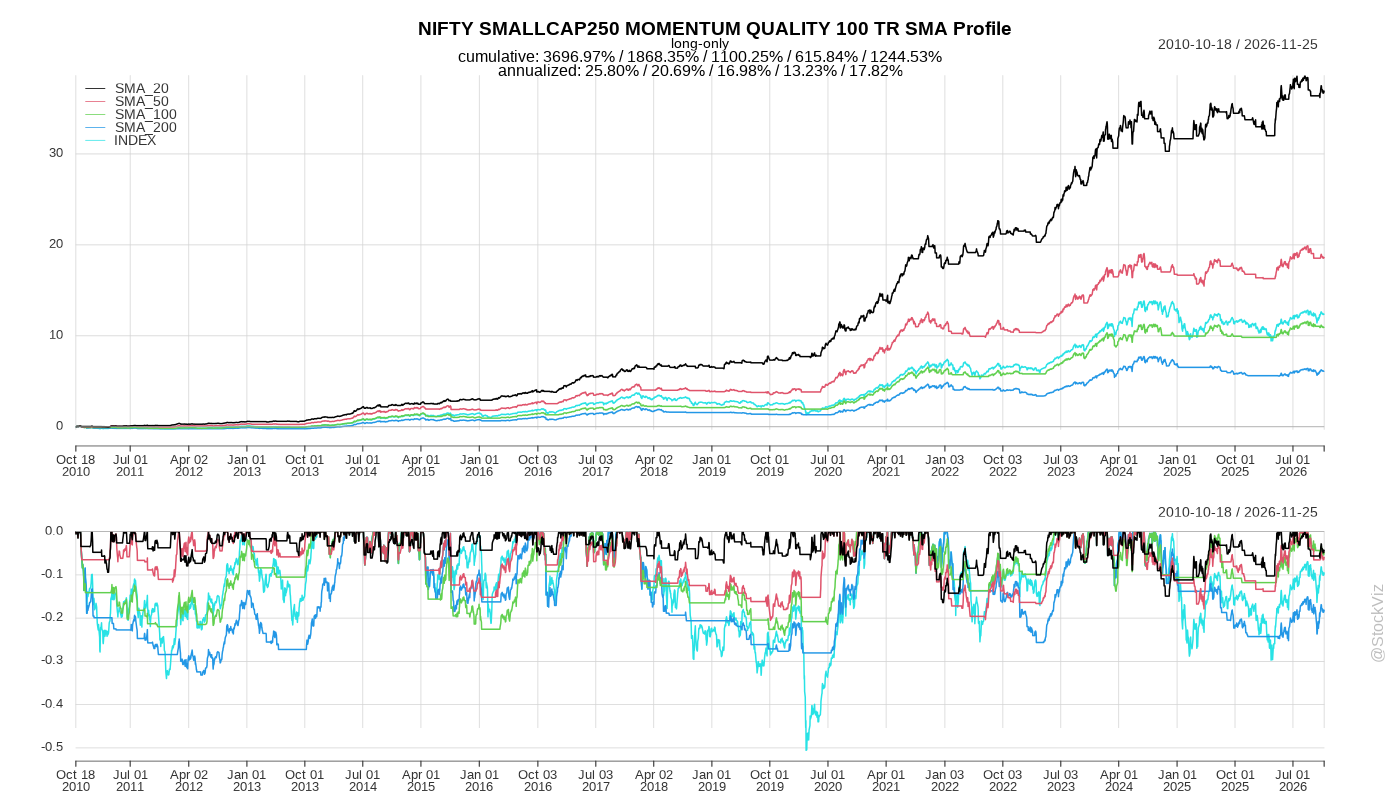 NIFTY SMALLCAP250 MOMENTUM QUALITY 100 TR SMA Profile
long-only
2010-10-18 / 2026-11-25
cumulative: 3696.97% / 1868.35% / 1100.25% / 615.84% / 1244.53%
annualized: 25.80% / 20.69% / 16.98% / 13.23% / 17.82%
SMA_20
SMA_50
SMA_100
SMA_200
INDEX
30
20
10
0
Oct 18 Jul 01 Apr 02 Jan 01 Oct 01 Jul 01 Apr 01 Jan 01 Oct 03 Jul 03 Apr 02 Jan 01 Oct 01 Jul 01 Apr 01 Jan 03 Oct 03 Jul 03 Apr 01 Jan 01 Oct 01 Jul 01
2010 2011 2012 2013 2013 2014 2015 2016 2016 2017 2018 2019 2019 2020 2021 2022 2022 2023 2024 2025 2025 2026
2010-10-18 / 2026-11-25
0.0
-0.1
-0.2
-0.3
-0.4
-0.5
Oct 18 Jul 01 Apr 02 Jan 01 Oct 01 Jul 01 Apr 01 Jan 01 Oct 03 Jul 03 Apr 02 Jan 01 Oct 01 Jul 01 Apr 01 Jan 03 Oct 03 Jul 03 Apr 01 Jan 01 Oct 01 Jul 01
2010 2011 2012 2013 2013 2014 2015 2016 2016 2017 2018 2019 2019 2020 2021 2022 2022 2023 2024 2025 2025 2026
@StockViz